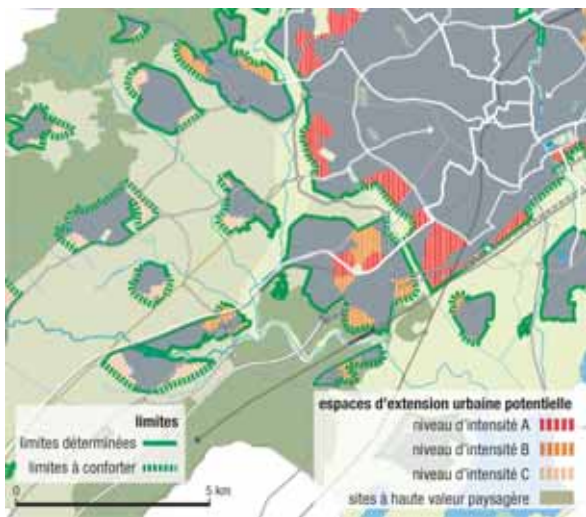 limites
limites déterminées
limites à conforter
0 5 km
espaces d'extension urbaine potentielle
niveau d'intensité A
niveau d'intensité B
niveau d'intensité C
sites à haute valeur paysagère